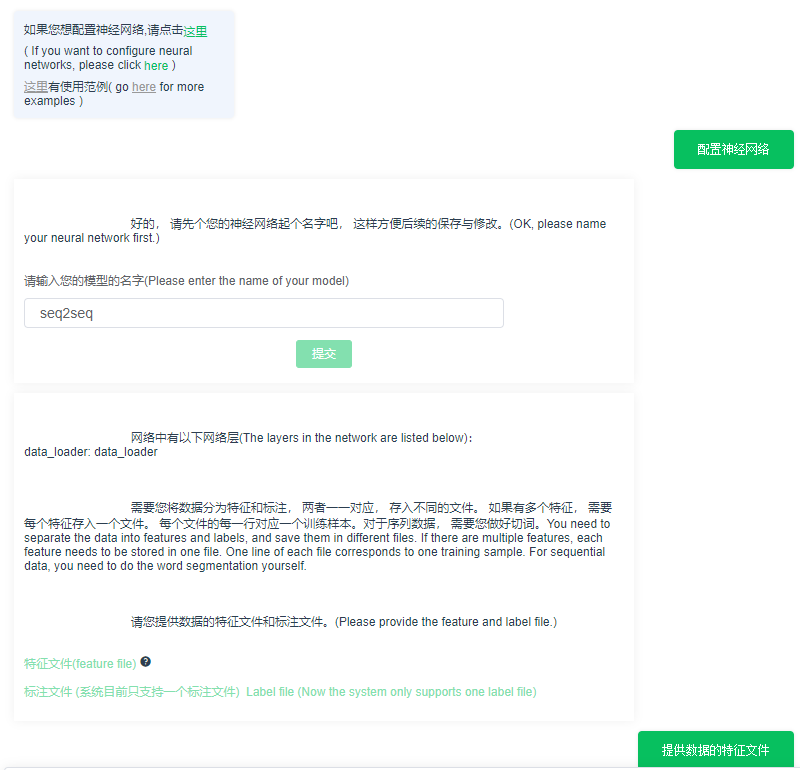 如果您想配置神经网络,请点击这里
( If you want to configure neural
networks, please click here )
这里有使用范例( go here for more
examples )
配置神经网络
好的， 请先个您的神经网络起个名字吧， 这样方便后续的保存与修改。(OK, please name
your neural network first.)
请输入您的模型的名字(Please enter the name of your model)
seq2seq
提交
网络中有以下网络层(The layers in the network are listed below)：
data_loader: data_loader
需要您将数据分为特征和标注， 两者一一对应， 存入不同的文件。 如果有多个特征， 需要
每个特征存入一个文件。 每个文件的每一行对应一个训练样本。对于序列数据， 需要您做好切词。You need to
separate the data into features and labels, and save them in different files. If there are multiple features, each
feature needs to be stored in one file. One line of each file corresponds to one training sample. For sequential
data, you need to do the word segmentation yourself.
请您提供数据的特征文件和标注文件。(Please provide the feature and label file.)
特征文件(feature file) ?
标注文件 (系统目前只支持一个标注文件) Label file (Now the system only supports one label file)
提供数据的特征文件